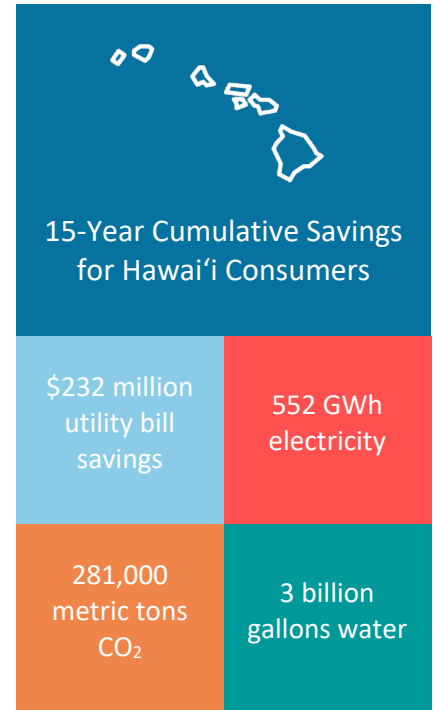 15-Year Cumulative Savings
for Hawaiʻi Consumers
$232 million
utility bill
savings
552 GWh
electricity
281,000
metric tons
CO₂
3 billion
gallons water